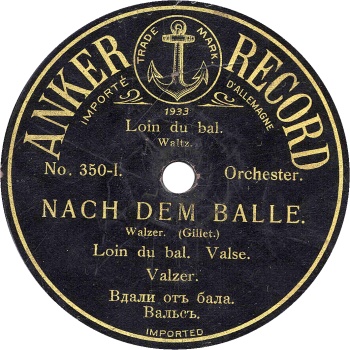 ANKER RECORD
TRADE MARK.
IMPORTÉ D'ALLEMAGNE
1933
Loin du bal.
Waltz.
No. 350-I. Orchester.
NACH DEM BALLE.
Walzer. (Gillet.)
Loin du bal. Valse.
Valzer.
Вдали отъ бала.
Вальсъ.
IMPORTED